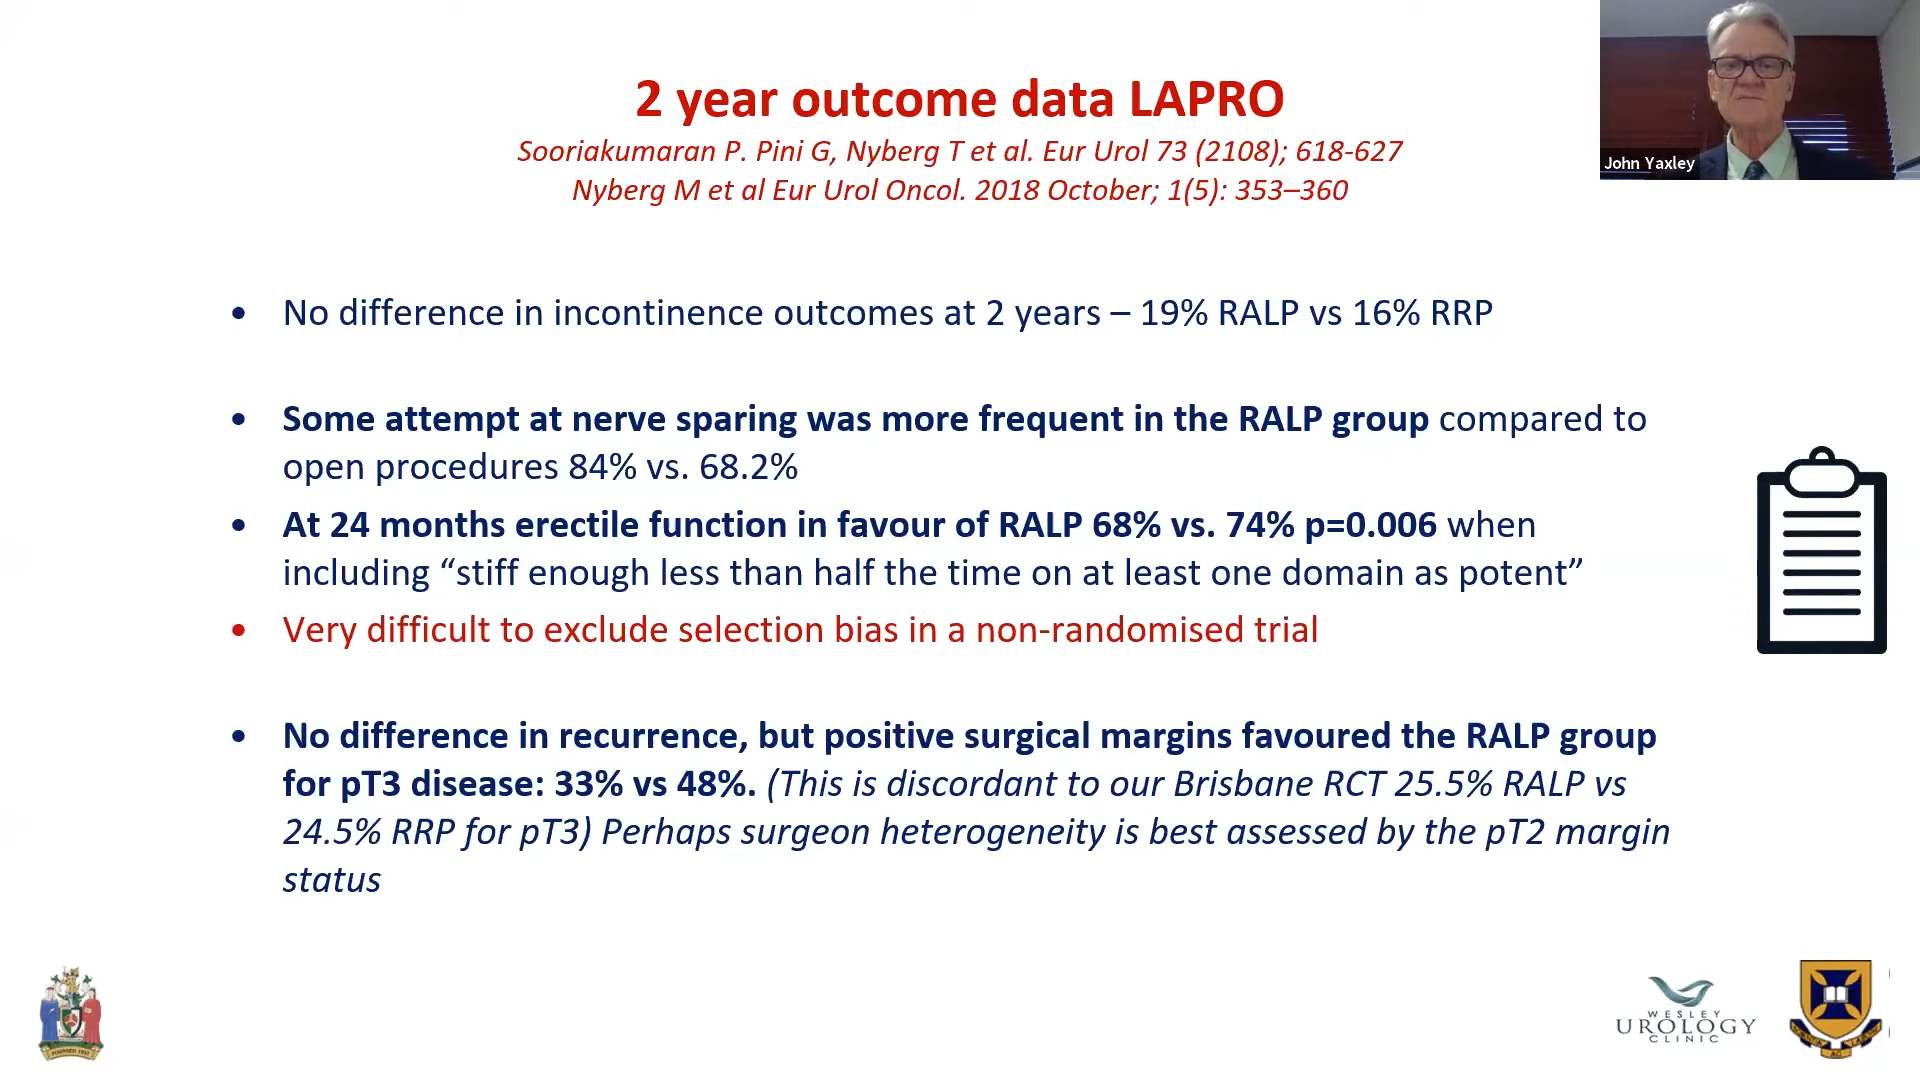 2 year outcome data LAPRO
Sooriakumaran P. Pini G, Nyberg T et al. Eur Urol 73 (2108); 618-627
Nyberg M et al Eur Urol Oncol. 2018 October; 1(5): 353–360
John Yaxley
• No difference in incontinence outcomes at 2 years – 19% RALP vs 16% RRP
• Some attempt at nerve sparing was more frequent in the RALP group compared to
open procedures 84% vs. 68.2%
• At 24 months erectile function in favour of RALP 68% vs. 74% p=0.006 when
including “stiff enough less than half the time on at least one domain as potent”
• Very difficult to exclude selection bias in a non-randomised trial
• No difference in recurrence, but positive surgical margins favoured the RALP group
for pT3 disease: 33% vs 48%. (This is discordant to our Brisbane RCT 25.5% RALP vs
24.5% RRP for pT3) Perhaps surgeon heterogeneity is best assessed by the pT2 margin
status
WESLEY
UROLOGY
CLINIC